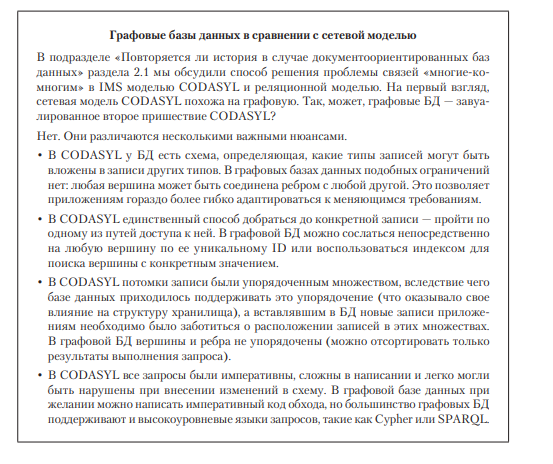 Графовые базы данных в сравнении с сетевой моделью
В подразделе «Повторяется ли история в случае документоориентированных баз
данных» раздела 2.1 мы обсудили способ решения проблемы связей «многие-ко-
многим» в IMS моделью CODASYL и реляционной моделью. На первый взгляд,
сетевая модель CODASYL похожа на графовую. Так, может, графовые БД — завуа-
лированное второе пришествие CODASYL?
Нет. Они различаются несколькими важными нюансами.
• В CODASYL у БД есть схема, определяющая, какие типы записей могут быть
вложены в записи других типов. В графовых базах данных подобных ограничений
нет: любая вершина может быть соединена ребром с любой другой. Это позволяет
приложениям гораздо более гибко адаптироваться к меняющимся требованиям.
• В CODASYL единственный способ добраться до конкретной записи — пройти по
одному из путей доступа к ней. В графовой БД можно сослаться непосредственно
на любую вершину по ее уникальному ID или воспользоваться индексом для
поиска вершины с конкретным значением.
• В CODASYL потомки записи были упорядоченным множеством, вследствие чего
базе данных приходилось поддерживать это упорядочение (что оказывало свое
влияние на структуру хранилища), а вставлявшим в БД новые записи приложе-
ниям необходимо было заботиться о расположении записей в этих множествах.
В графовой БД вершины и ребра не упорядочены (можно отсортировать только
результаты выполнения запроса).
• В CODASYL все запросы были императивны, сложны в написании и легко могли
быть нарушены при внесении изменений в схему. В графовой базе данных при
желании можно написать императивный код обхода, но большинство графовых БД
поддерживают и высокоуровневые языки запросов, такие как Cypher или SPARQL.